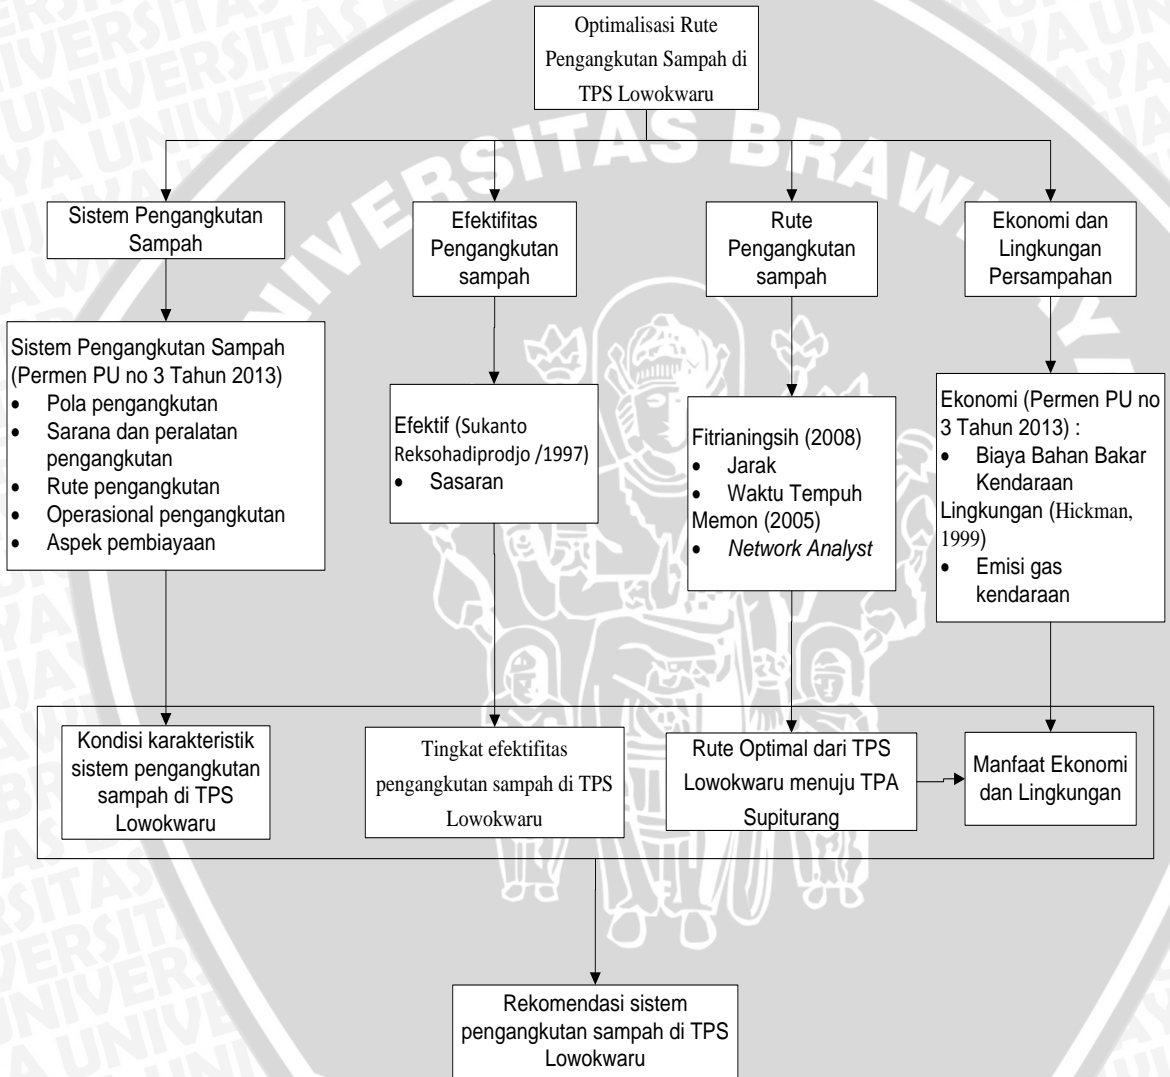 Optimalisasi Rute
Pengangkutan Sampah di
TPS Lowokwaru
UNIVERSITAS BRAWIJAYA
Sistem Pengangkutan
Sampah
Efektifitas
Pengangkutan
sampah
Rute
Pengangkutan
sampah
Ekonomi dan
Lingkungan
Persampahan
Sistem Pengangkutan Sampah
(Permen PU no 3 Tahun 2013)
• Pola pengangkutan
• Sarana dan peralatan
pengangkutan
• Rute pengangkutan
• Operasional pengangkutan
• Aspek pembiayaan
Efektif (Sukanto
Reksohadiprodjo /1997)
• Sasaran
Fitrianingsih (2008)
• Jarak
• Waktu Tempuh
Memon (2005)
• Network Analyst
Ekonomi (Permen PU no
3 Tahun 2013) :
• Biaya Bahan Bakar
Kendaraan
Lingkungan (Hickman,
1999)
• Emisi gas
kendaraan
Kondisi karakteristik
sistem pengangkutan
sampah di TPS
Lowokwaru
Tingkat efektifitas
pengangkutan sampah di TPS
Lowokwaru
Rute Optimal dari TPS
Lowokwaru menuju TPA
Supiturang
Manfaat Ekonomi
dan Lingkungan
Rekomendasi sistem
pengangkutan sampah di TPS
Lowokwaru